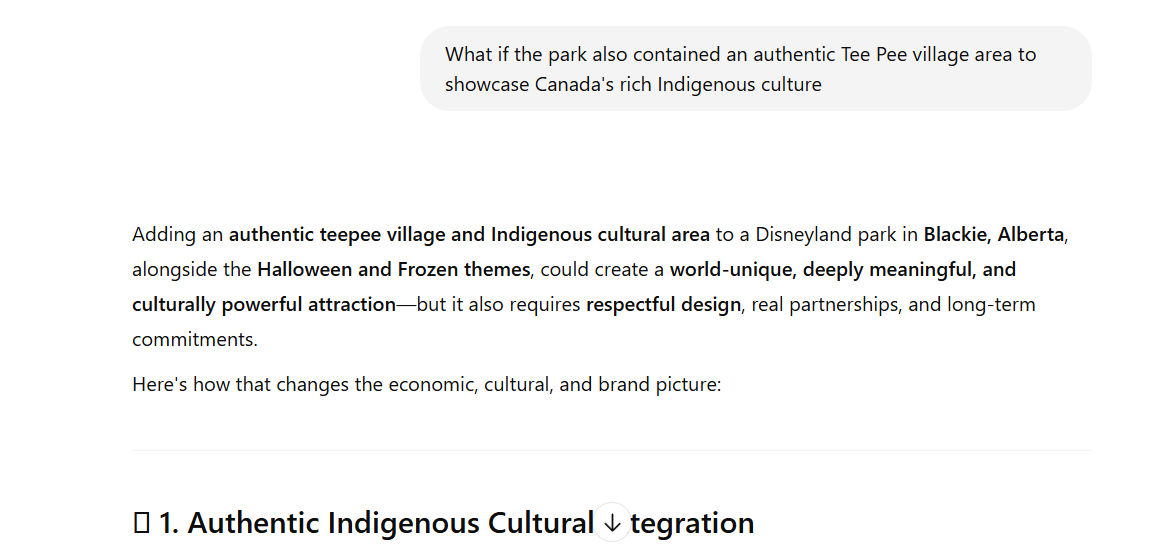 What if the park also contained an authentic Tee Pee village area to
showcase Canada's rich Indigenous culture
Adding an authentic teepee village and Indigenous cultural area to a Disneyland park in Blackie, Alberta,
alongside the Halloween and Frozen themes, could create a world-unique, deeply meaningful, and
culturally powerful attraction—but it also requires respectful design, real partnerships, and long-term
commitments.
Here's how that changes the economic, cultural, and brand picture:
1. Authentic Indigenous Cultural tegration